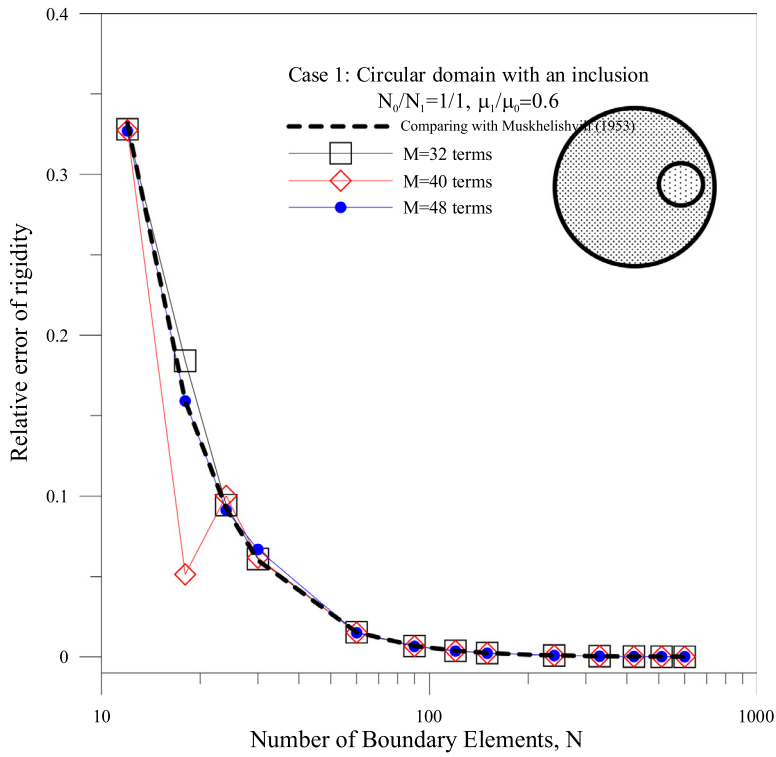 0.4
Case 1: Circular domain with an inclusion
N₀/N₁=1/1, μ₁/μ₀=0.6
Comparing with Muskhelishvili (1953)
M=32 terms
M=40 terms
M=48 terms
0.3
0.2
0.1
0
Relative error of rigidity
10
100
1000
Number of Boundary Elements, N